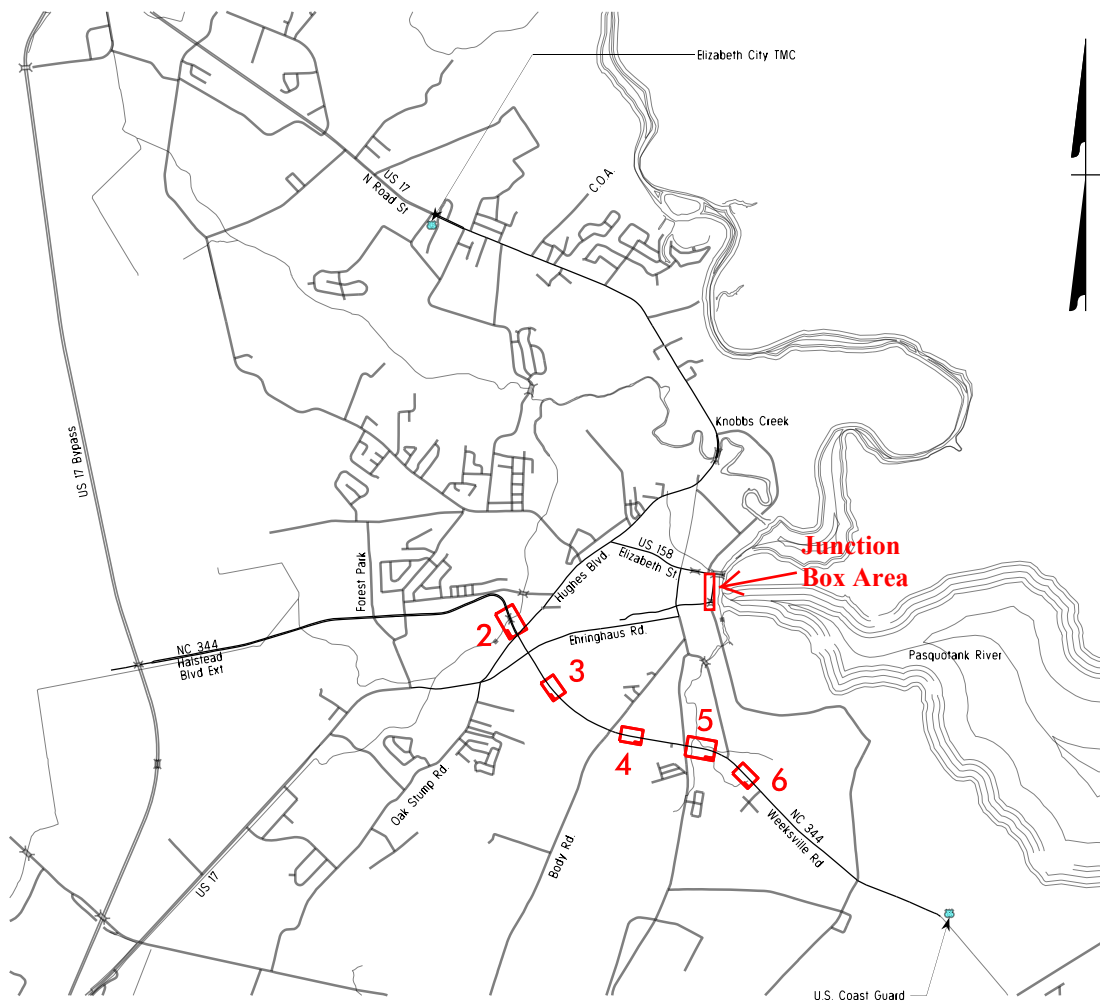 Elizabeth City TMC
US 17
N Road St
C.O.A.
Knobbs Creek
US 17 Bypass
US 158
Elizabeth St
Junction
Box Area
Hughes Blvd.
Forest Park
2
Ehringhaus Rd.
NC 344
Halstead
Blvd Ext
Pasquotank River
3
5
4
6
Oak Stump Rd.
NC 344
Weeksville Rd
Body Rd.
US 17
U.S. Coast Guard